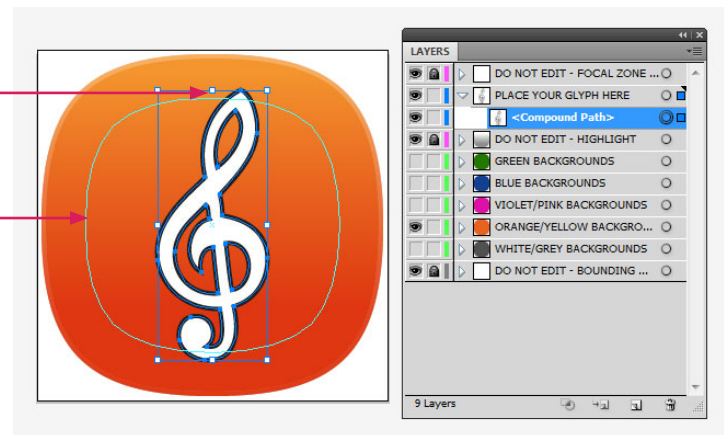 LAYERS
DO NOT EDIT - FOCAL ZONE ...
PLACE YOUR GLYPH HERE
<Compound Path>
DO NOT EDIT - HIGHLIGHT
GREEN BACKGROUNDS
BLUE BACKGROUNDS
VIOLET/PINK BACKGROUNDS
ORANGE/YELLOW BACKGRO...
WHITE/GREY BACKGROUNDS
DO NOT EDIT - BOUNDING ...
9 Layers